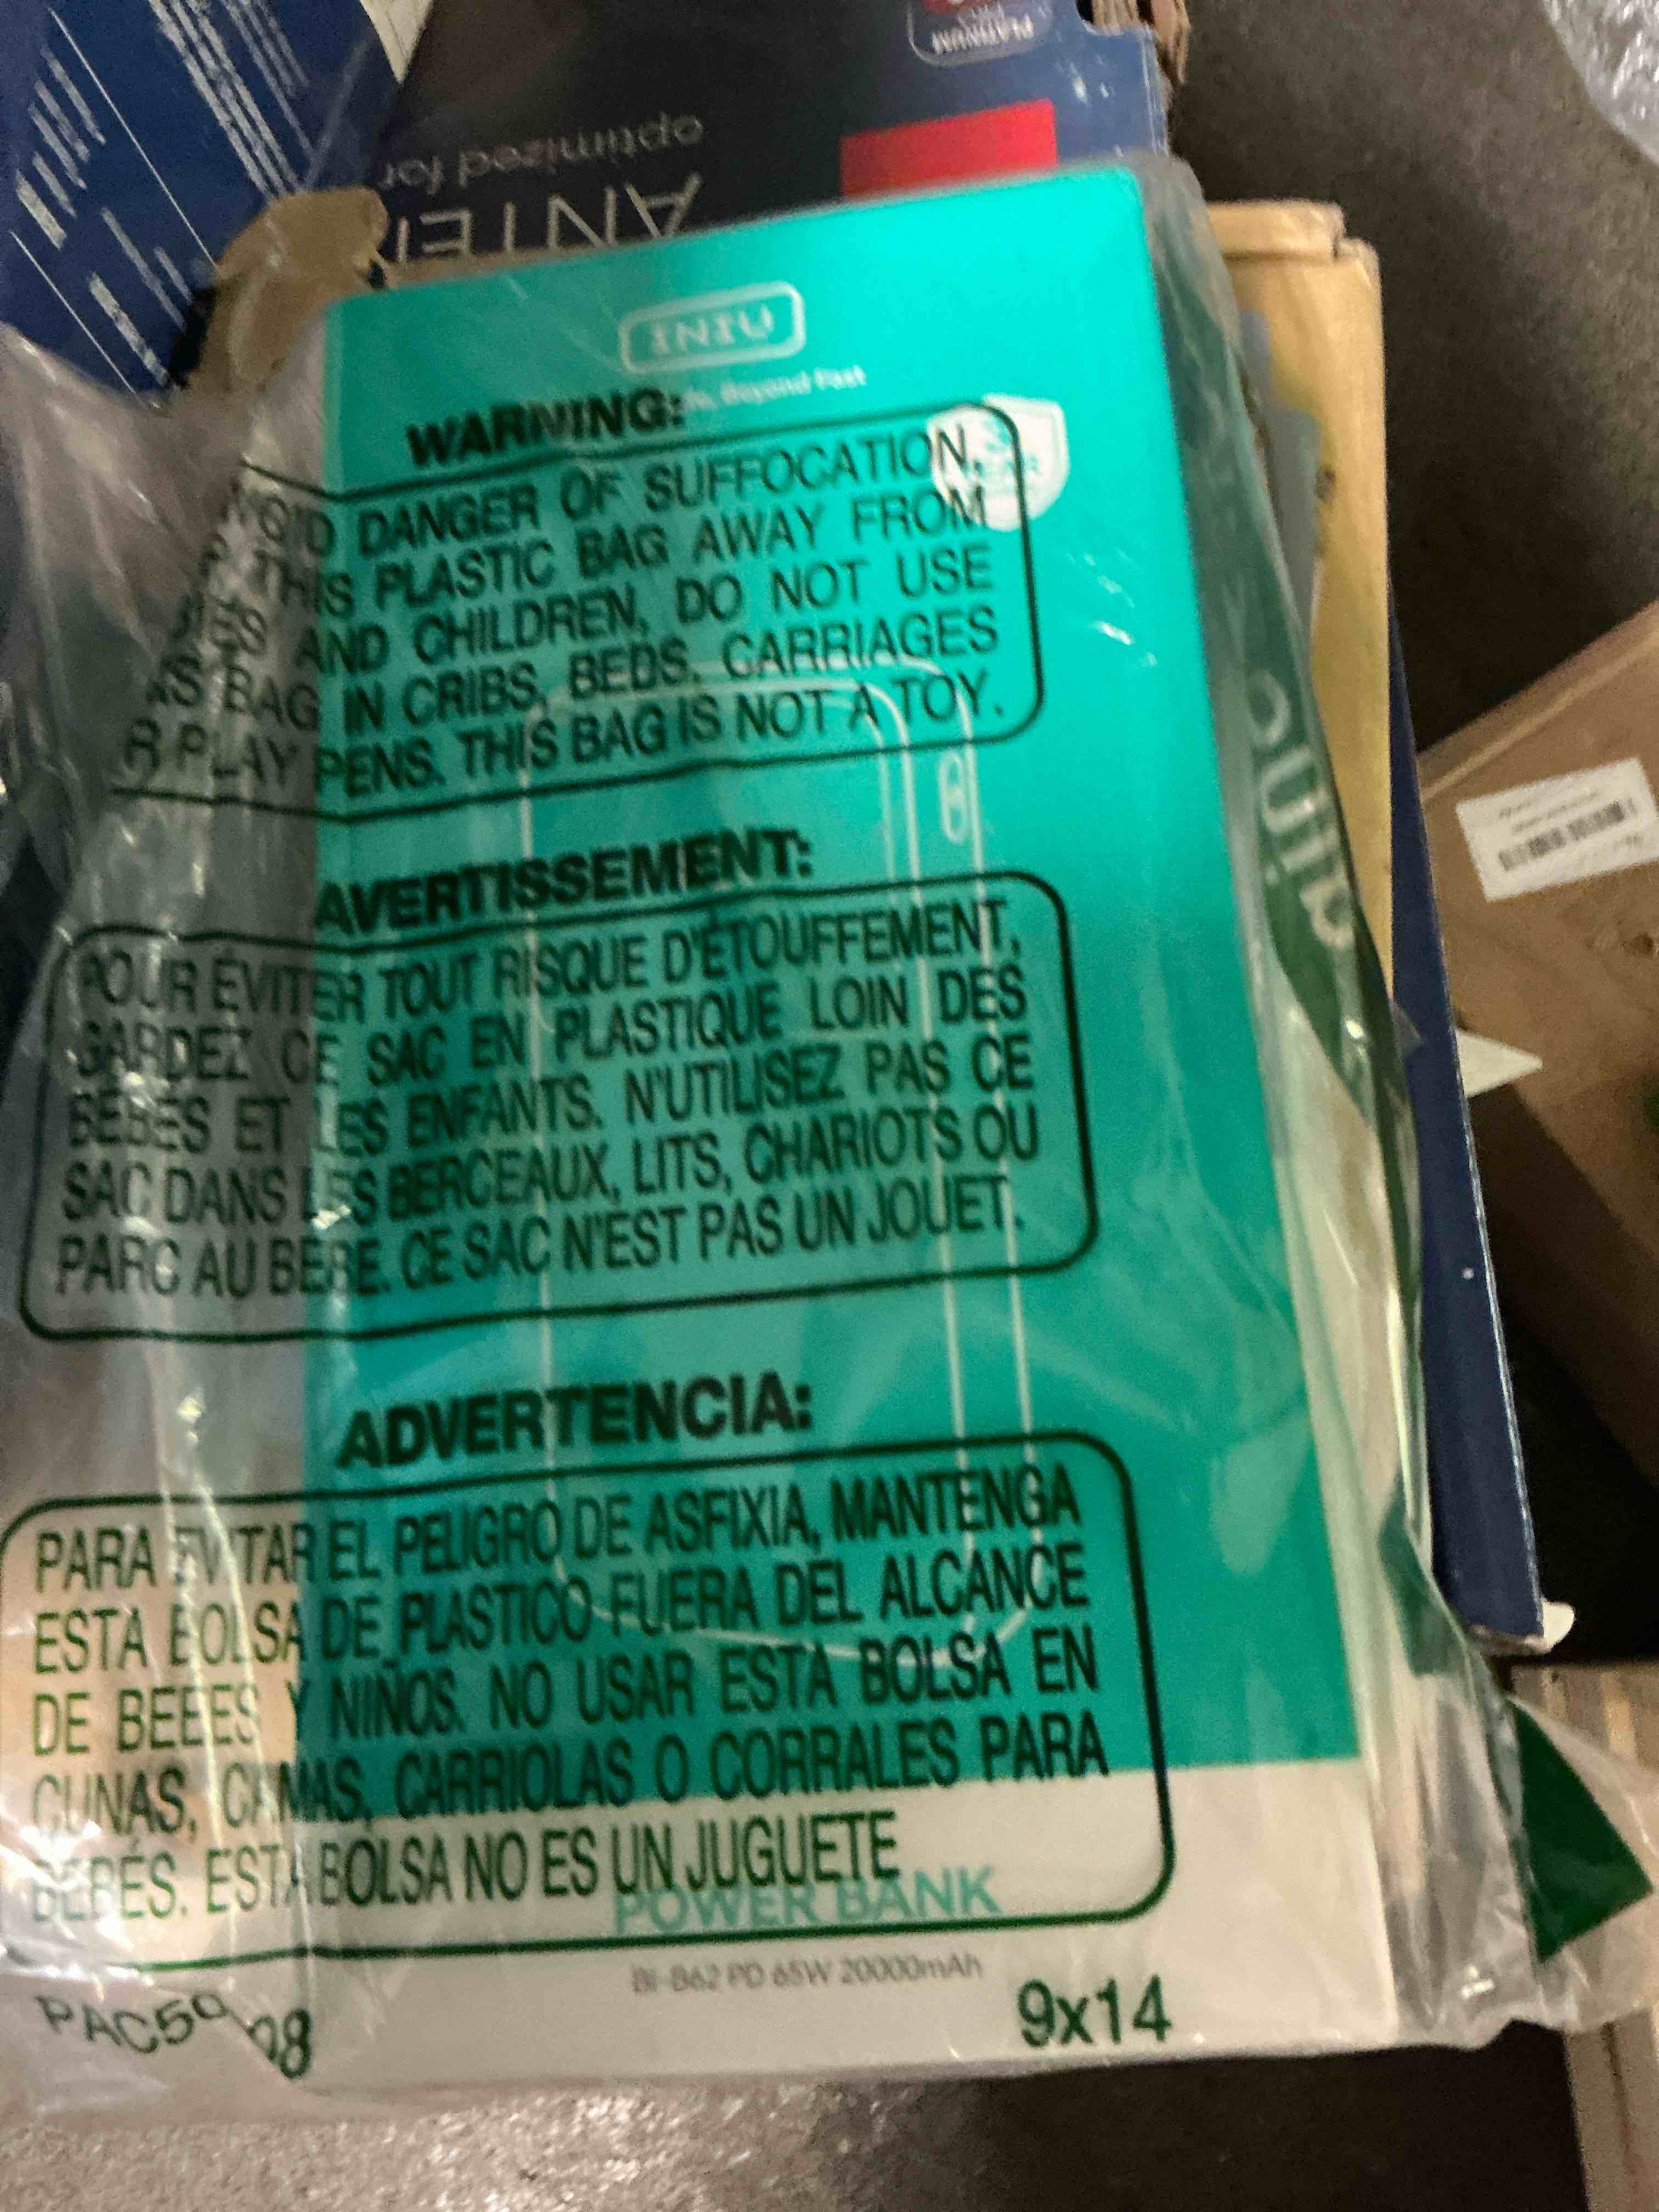 PLATINUM
optimized for
ANTEN
INIU
Beyond Fast
WARNING:
DANGER OF SUFFOCATION,
THIS PLASTIC BAG AWAY FROM
AND CHILDREN, DO NOT USE
BAG IN CRIBS, BEDS, CARRIAGES
R PLAY PENS. THIS BAG IS NOT A TOY.
AVERTISSEMENT:
POUR ÉVITER TOUT RISQUE D'ÉTOUFFEMENT,
GARDEZ CE SAC EN PLASTIQUE LOIN DES
BEBES ET LES ENFANTS. N'UTILISEZ PAS CE
SAC DANS LES BERCEAUX, LITS, CHARIOTS OU
PARC AU BEBE. CE SAC N'EST PAS UN JOUET.
ADVERTENCIA:
PARA EVITAR EL PELIGRO DE ASFIXIA, MANTENGA
ESTA BOLSA DE PLASTICO FUERA DEL ALCANCE
DE BEBES Y NIÑOS. NO USAR ESTA BOLSA EN
CUNAS, CAMAS, CARRIOLAS O CORRALES PARA
BEBÉS. ESTA BOLSA NO ES UN JUGUETE
POWER BANK
BI-B62 PD 65W 20000mAh
9x14